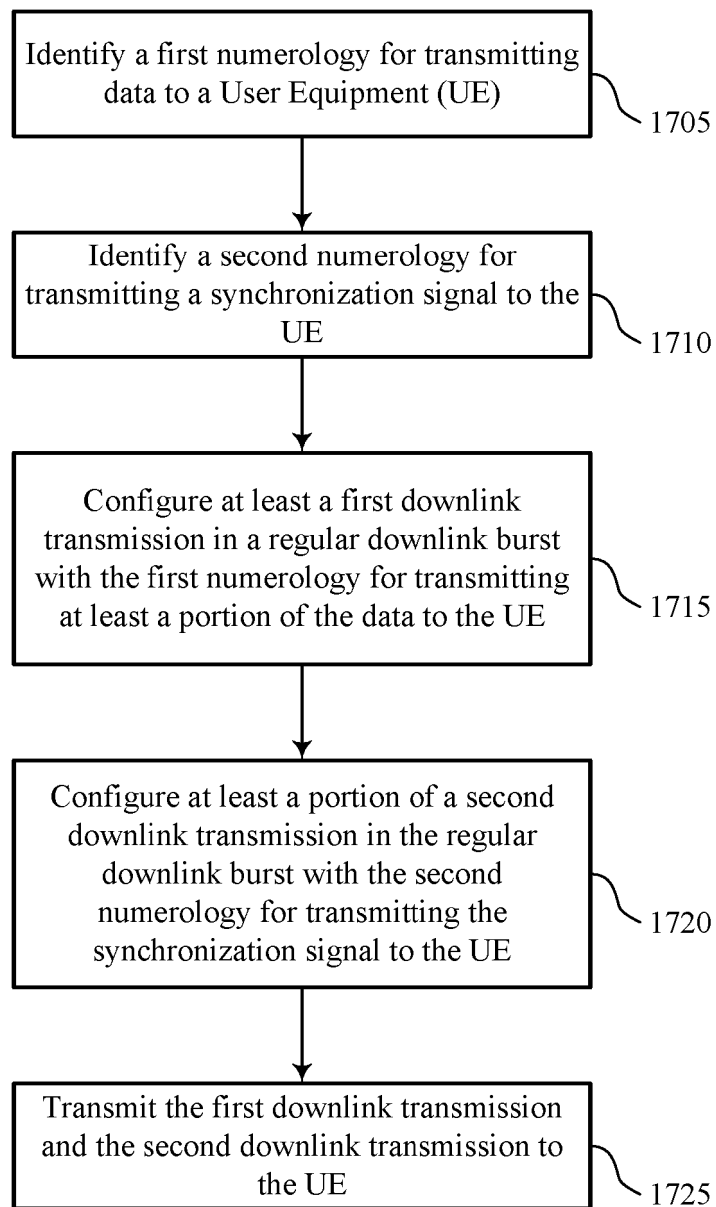 Identify a first numerology for transmitting
data to a User Equipment (UE)
1705
Identify a second numerology for
transmitting a synchronization signal to the
UE
1710
Configure at least a first downlink
transmission in a regular downlink burst
with the first numerology for transmitting
at least a portion of the data to the UE
1715
Configure at least a portion of a second
downlink transmission in the regular
downlink burst with the second
numerology for transmitting the
synchronization signal to the UE
1720
Transmit the first downlink transmission
and the second downlink transmission to
the UE
1725